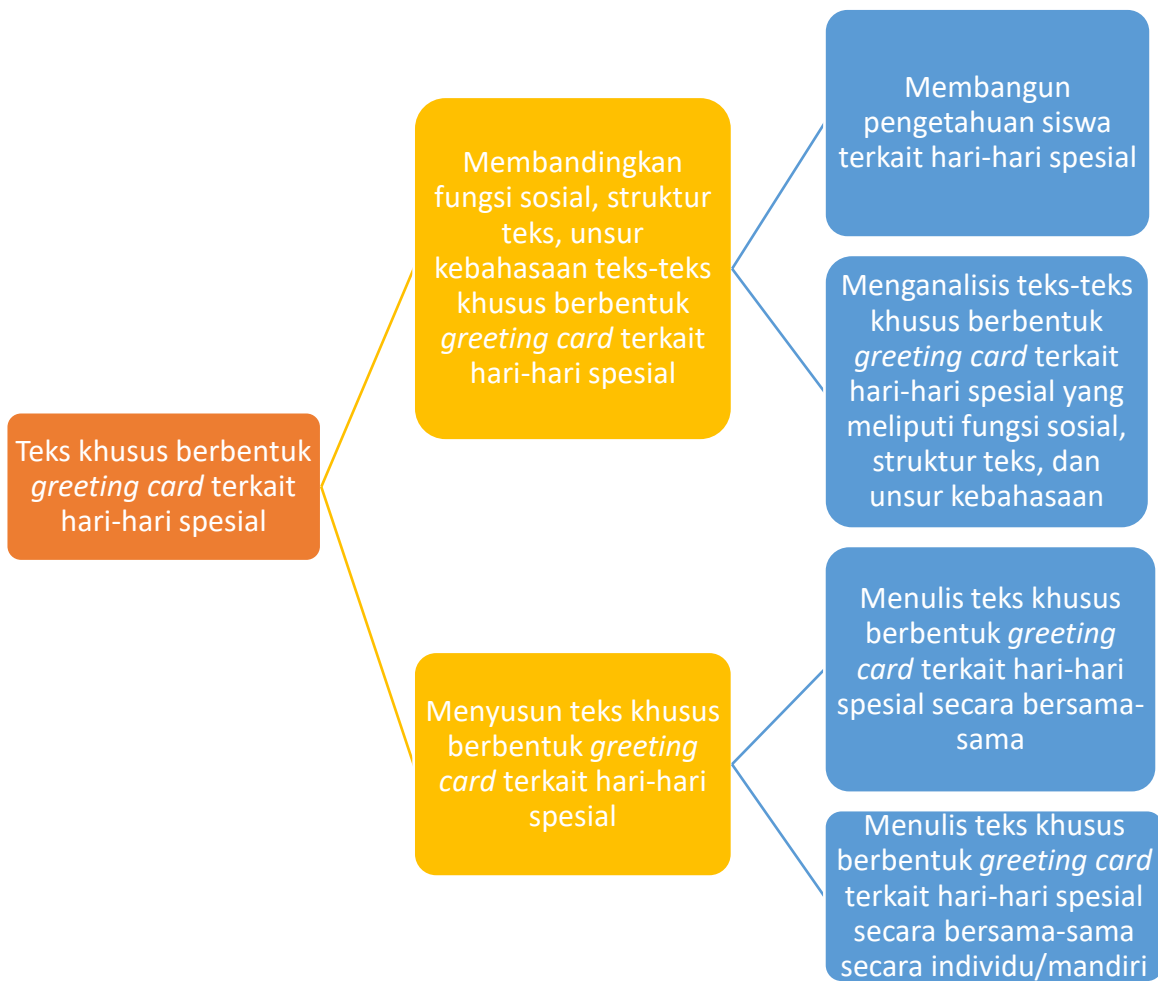 Teks khusus berbentuk
greeting card terkait
hari-hari spesial
Membandingkan
fungsi sosial, struktur
teks, unsur
kebahasaan teks-teks
khusus berbentuk
greeting card terkait
hari-hari spesial
Membangun
pengetahuan siswa
terkait hari-hari spesial
Menganalisis teks-teks
khusus berbentuk
greeting card terkait
hari-hari spesial yang
meliputi fungsi sosial,
struktur teks, dan
unsur kebahasaan
Menyusun teks khusus
berbentuk greeting
card terkait hari-hari
spesial
Menulis teks khusus
berbentuk greeting
card terkait hari-hari
spesial secara bersama-
sama
Menulis teks khusus
berbentuk greeting card
terkait hari-hari spesial
secara bersama-sama
secara individu/mandiri